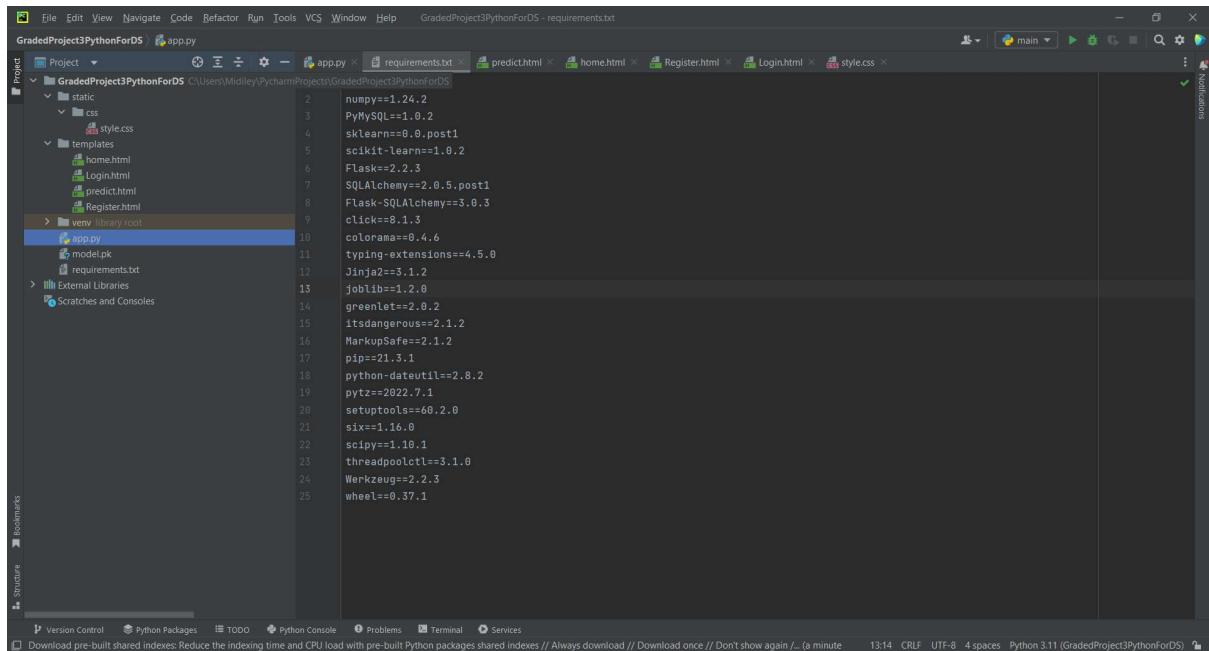 File Edit View Navigate Code Refactor Run Tools VCS Window Help GradedProject3PythonForDS - requirements.txt
GradedProject3PythonForDS app.py main
Project app.py requirements.txt predict.html home.html Register.html Login.html style.css
Project
Notifications
GradedProject3PythonForDS C:\Users\Midiley\PycharmProjects\GradedProject3PythonForDS
static
css
style.css
templates
home.html
Login.html
predict.html
Register.html
venv library root
app.py
model.pk
requirements.txt
External Libraries
Scratches and Consoles
2 numpy==1.24.2
3 PyMySQL==1.0.2
4 sklearn==0.0.post1
5 scikit-learn==1.0.2
6 Flask==2.2.3
7 SQLAlchemy==2.0.5.post1
8 Flask-SQLAlchemy==3.0.3
9 click==8.1.3
10 colorama==0.4.6
11 typing-extensions==4.5.0
12 Jinja2==3.1.2
13 joblib==1.2.0
14 greenlet==2.0.2
15 itsdangerous==2.1.2
16 MarkupSafe==2.1.2
17 pip==21.3.1
18 python-dateutil==2.8.2
19 pytz==2022.7.1
20 setuptools==60.2.0
21 six==1.16.0
22 scipy==1.10.1
23 threadpoolctl==3.1.0
24 Werkzeug==2.2.3
25 wheel==0.37.1
Bookmarks
Structure
Version Control Python Packages TODO Python Console Problems Terminal Services
Download pre-built shared indexes: Reduce the indexing time and CPU load with pre-built Python packages shared indexes // Always download // Download once // Don't show again /... (a minute 13:14 CRLF UTF-8 4 spaces Python 3.11 (GradedProject3PythonForDS)